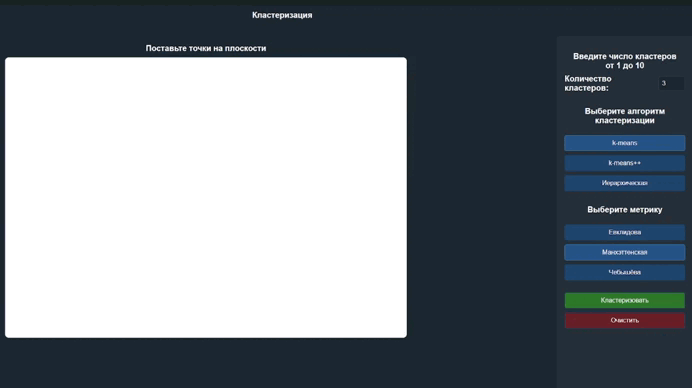 Кластеризация
Поставьте точки на плоскости
Введите число кластеров
от 1 до 10
Количество
кластеров:
3
Выберите алгоритм
кластеризации
k-means
k-means++
Иерархическая
Выберите метрику
Евклидова
Манхэттенская
Чебышёва
Кластеризовать
Очистить